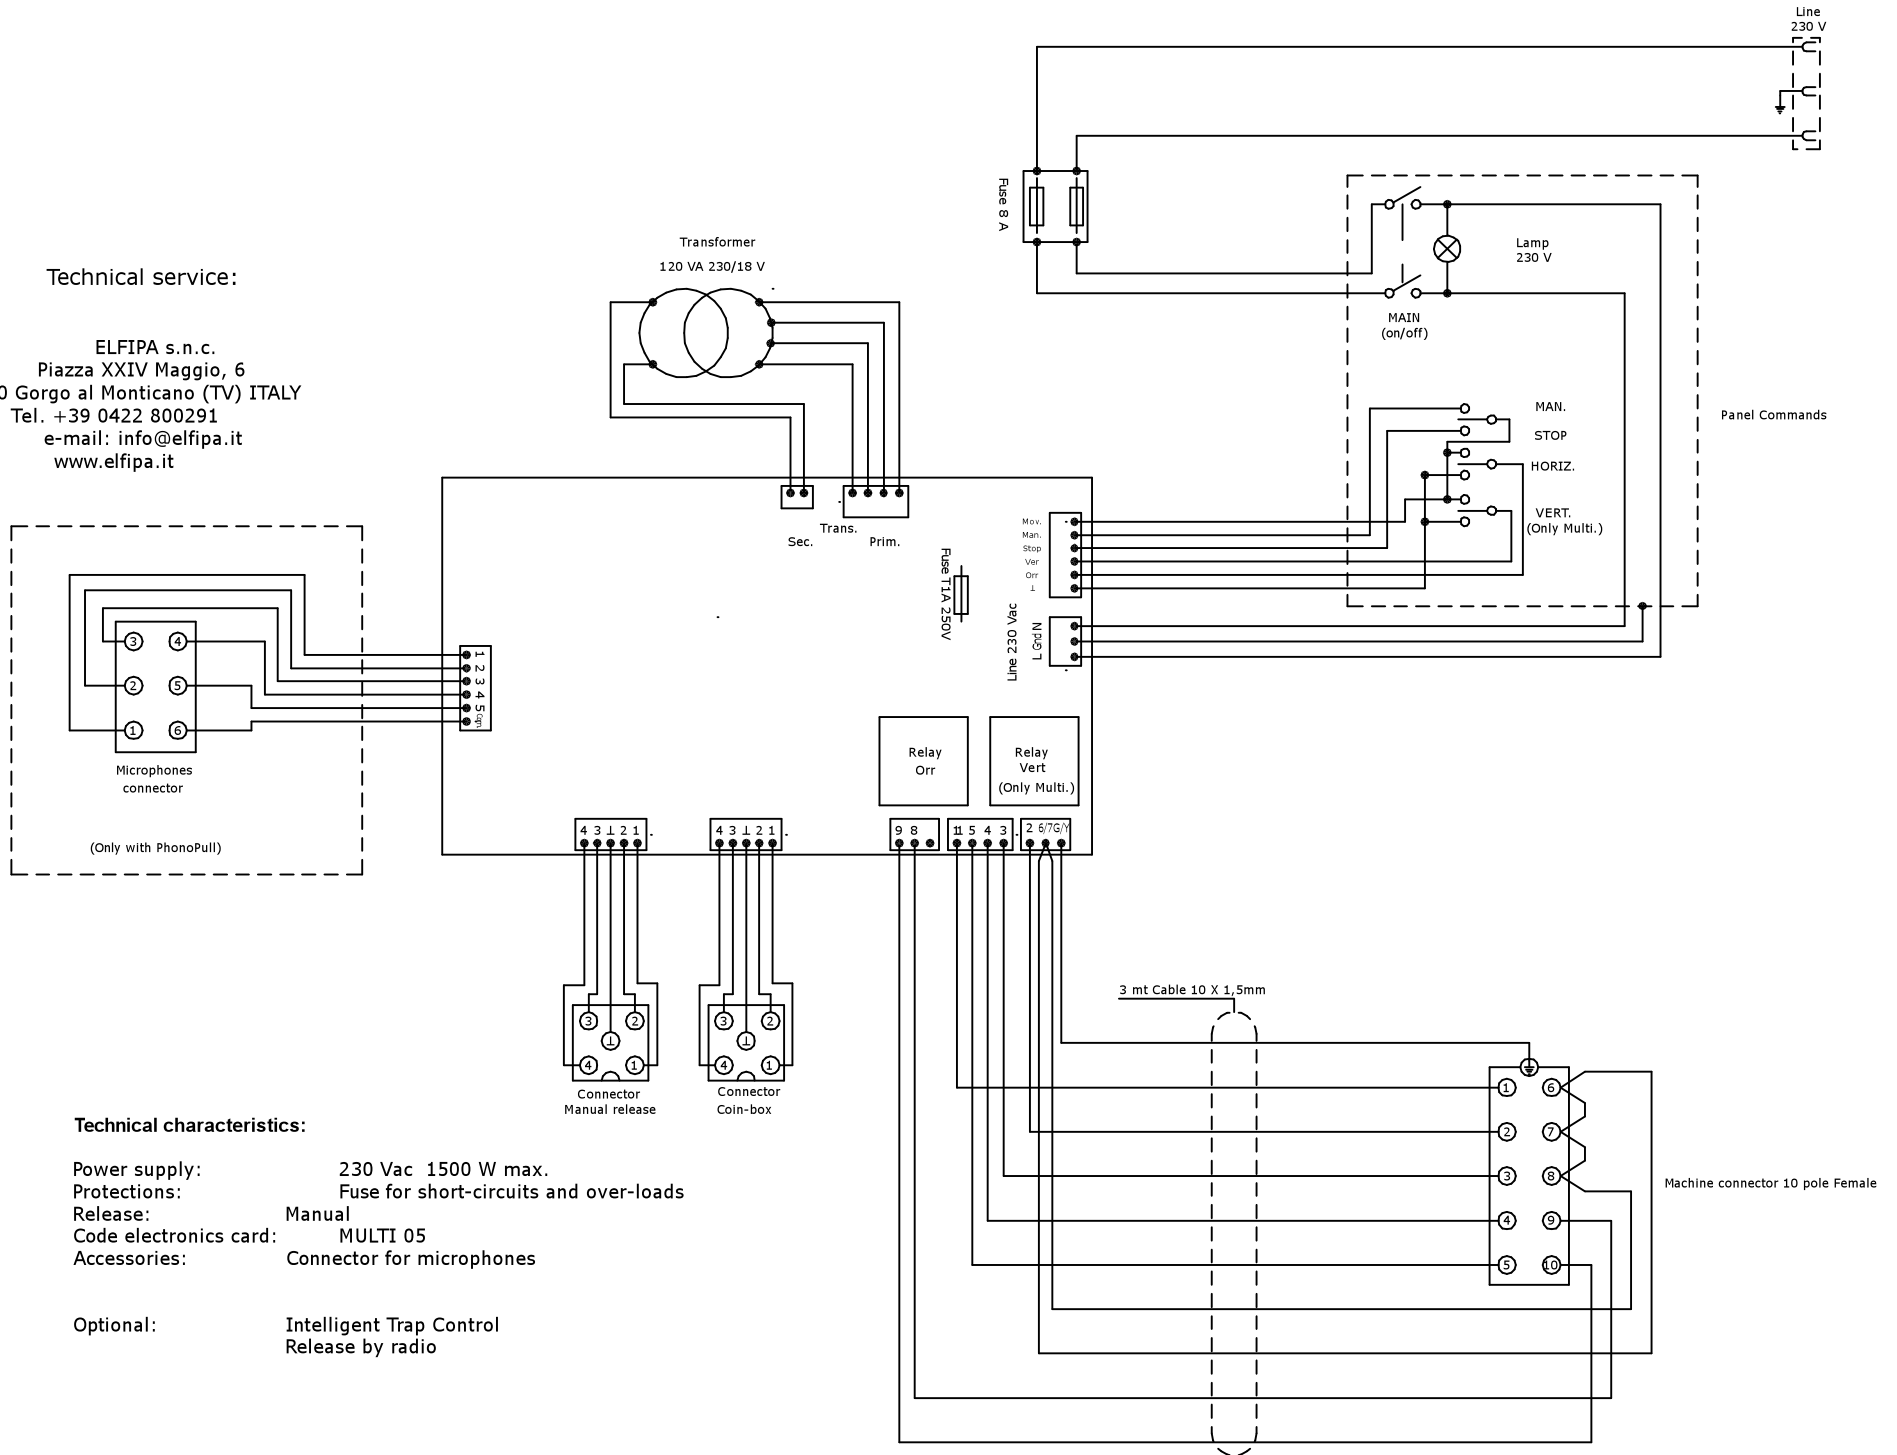 Line
230 V
Fuse 8 A
Lamp
230 V
MAIN
(on/off)
MAN.
STOP
HORIZ.
VERT.
(Only Multi.)
Panel Commands
Transformer
120 VA 230/18 V
Technical service:
ELFIPA s.n.c.
Piazza XXIV Maggio, 6
0 Gorgo al Monticano (TV) ITALY
Tel. +39 0422 800291
e-mail: info@elfipa.it
www.elfipa.it
Trans.
Sec.
Prim.
Fuse T1A 250V
Mov.
Man.
Stop
Ver
Orr
⊥
Line 230 Vac
L Gnd N
3
4
2
5
1
6
Microphones
connector
(Only with PhonoPull)
1
2
3
4
5
Com
Relay
Orr
Relay
Vert
(Only Multi.)
4 3 ⊥ 2 1
4 3 ⊥ 2 1
9 8
11 5 4 3
2 6/7 G/Y
3 2
⊥
4 1
Connector
Manual release
3 2
⊥
4 1
Connector
Coin-box
3 mt Cable 10 X 1,5mm
1 6
2 7
3 8
4 9
5 10
Machine connector 10 pole Female
Technical characteristics:
Power supply: 230 Vac 1500 W max.
Protections: Fuse for short-circuits and over-loads
Release: Manual
Code electronics card: MULTI 05
Accessories: Connector for microphones
Optional: Intelligent Trap Control
Release by radio